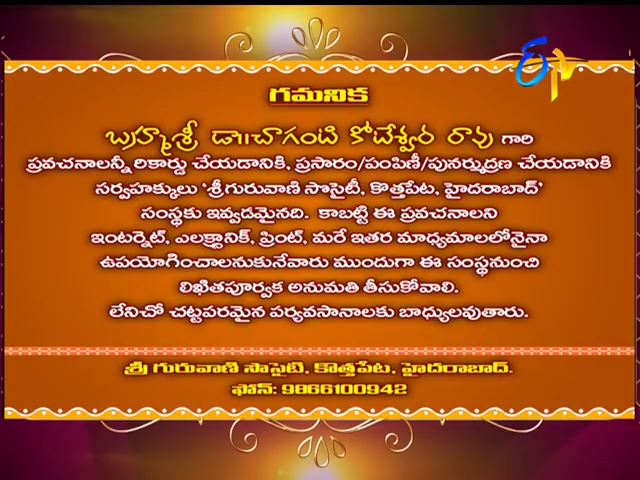 గమనిక
బ్రహ్మశ్రీ డా॥చాగంటి కోటేశ్వర రావు గారి
ప్రవచనాలన్నీ రికార్డు చేయడానికి, ప్రసారం/పంపిణీ/పునర్ముద్రణ చేయడానికి
సర్వహక్కులు ‘శ్రీగురువాణి సొసైటీ, కొత్తపేట, హైదరాబాద్’
సంస్థకు ఇవ్వడమైనది. కాబట్టి ఈ ప్రవచనాలని
ఇంటర్నెట్, ఎలక్ట్రానిక్, ప్రింట్, మరే ఇతర మాధ్యమాలలోనైనా
ఉపయోగించాలనుకునేవారు ముందుగా ఈ సంస్థనుంచి
లిఖితపూర్వక అనుమతి తీసుకోవాలి.
లేనిచో చట్టపరమైన పర్యవసానాలకు బాధ్యులవుతారు.
శ్రీ గురువాణి సొసైటి, కొత్తపేట, హైదరాబాద్.
ఫోన్: 9866100942